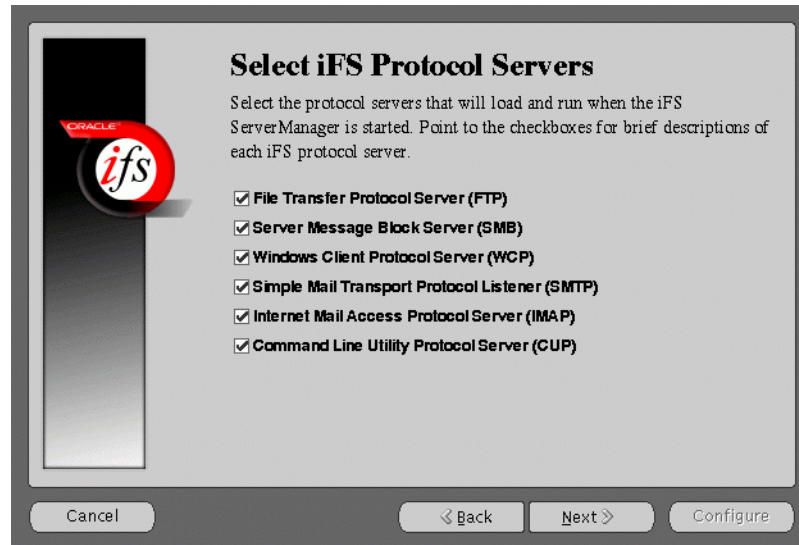 Select iFS Protocol Servers
Select the protocol servers that will load and run when the iFS
ServerManager is started. Point to the checkboxes for brief descriptions of
each iFS protocol server.
ORACLE
ifs
File Transfer Protocol Server (FTP)
Server Message Block Server (SMB)
Windows Client Protocol Server (WCP)
Simple Mail Transport Protocol Listener (SMTP)
Internet Mail Access Protocol Server (IMAP)
Command Line Utility Protocol Server (CUP)
Cancel
Back
Next
Configure